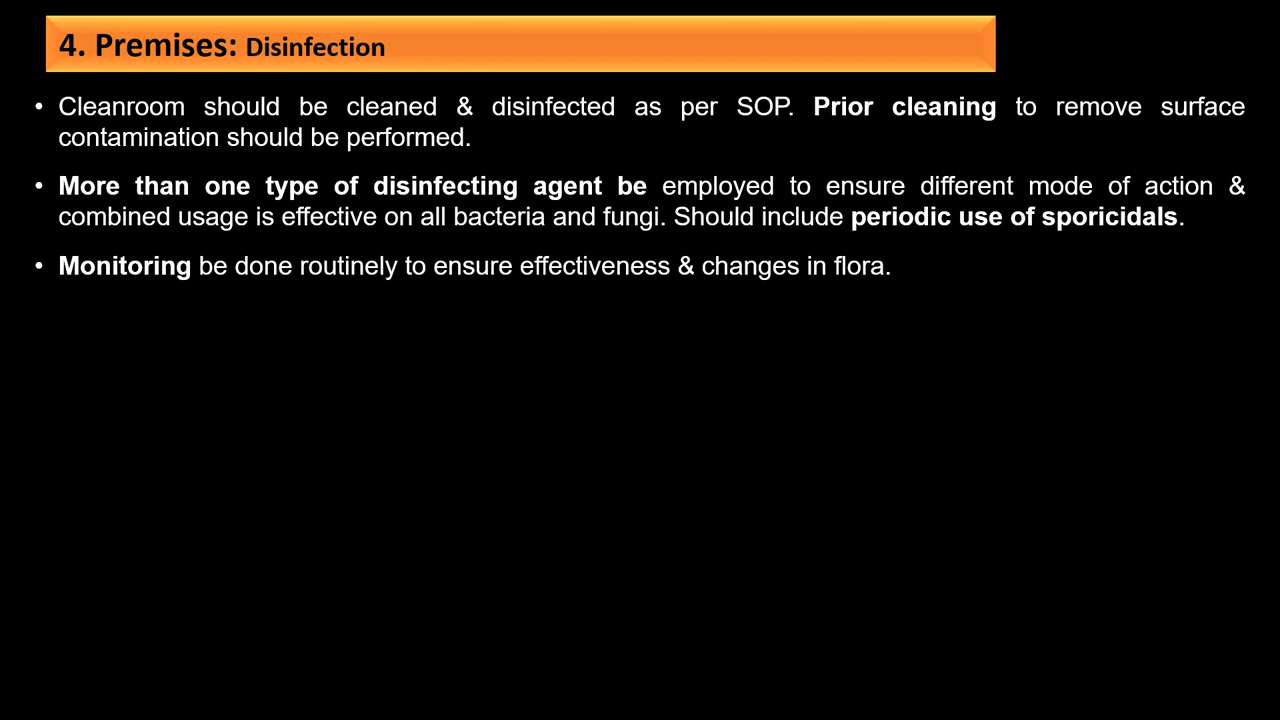 4. Premises: Disinfection
• Cleanroom should be cleaned & disinfected as per SOP. Prior cleaning to remove surface
contamination should be performed.
• More than one type of disinfecting agent be employed to ensure different mode of action &
combined usage is effective on all bacteria and fungi. Should include periodic use of sporicidals.
• Monitoring be done routinely to ensure effectiveness & changes in flora.